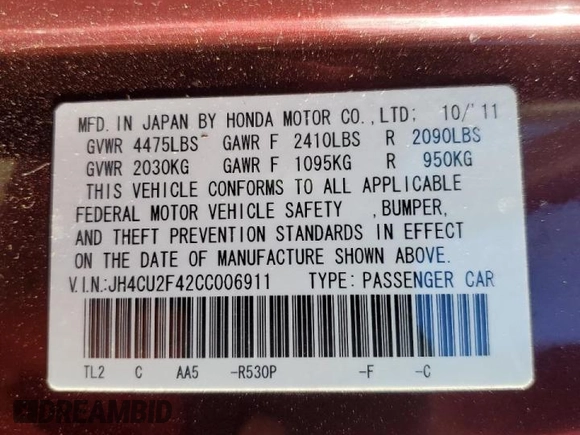 MFD. IN JAPAN BY HONDA MOTOR CO.,LTD; 10/'11
GVWR 4475LBS GAWR F 2410LBS R 2090LBS
GVWR 2030KG GAWR F 1095KG R 950KG
THIS VEHICLE CONFORMS TO ALL APPLICABLE
FEDERAL MOTOR VEHICLE SAFETY ,BUMPER,
AND THEFT PREVENTION STANDARDS IN EFFECT
ON THE DATE OF MANUFACTURE SHOWN ABOVE.
V.I.N:JH4CU2F42CC006911 TYPE: PASSENGER CAR
TL2 C AA5 -R530P -F -C
DREAMBID